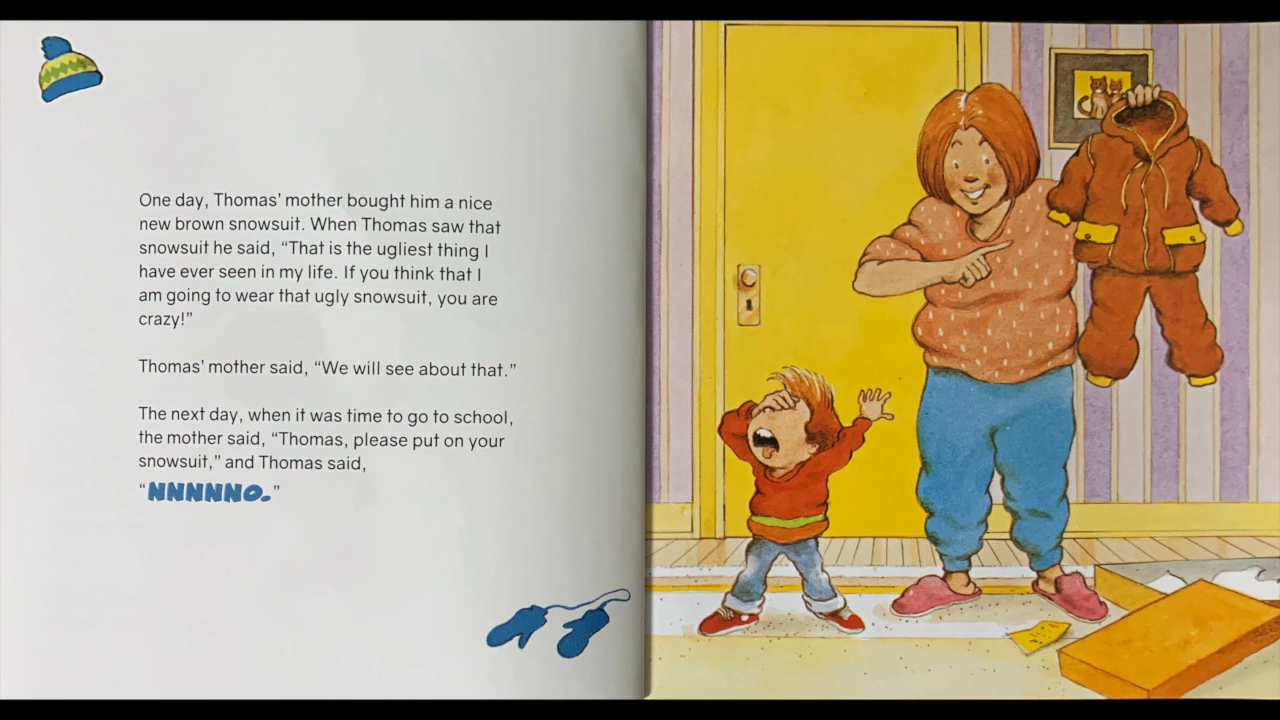 One day, Thomas’ mother bought him a nice
new brown snowsuit. When Thomas saw that
snowsuit he said, “That is the ugliest thing I
have ever seen in my life. If you think that I
am going to wear that ugly snowsuit, you are
crazy!”
Thomas’ mother said, “We will see about that.”
The next day, when it was time to go to school,
the mother said, “Thomas, please put on your
snowsuit,” and Thomas said,
“NNNNNO.”